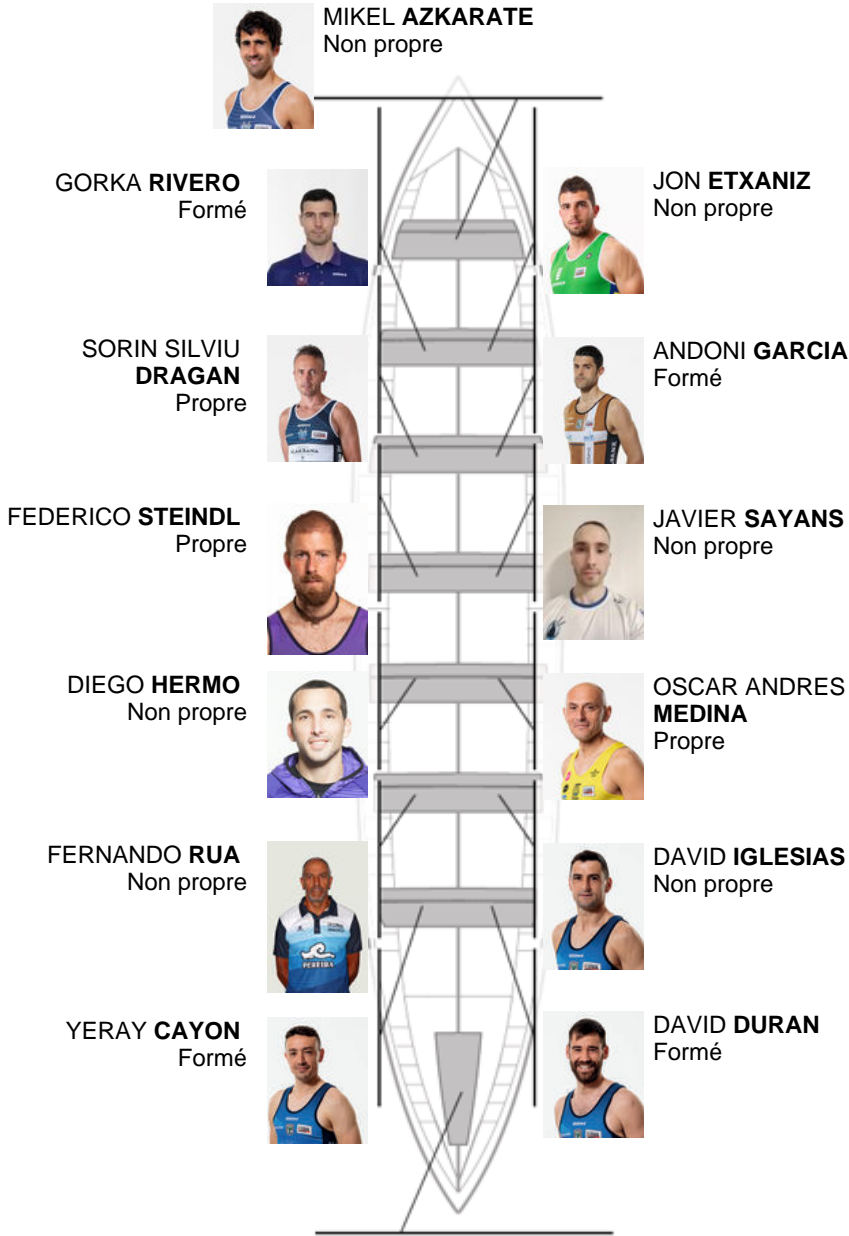 MIKEL AZKARATE
Non propre
GORKA RIVERO
Formé
JON ETXANIZ
Non propre
SORIN SILVIU
DRAGAN
Propre
ANDONI GARCIA
Formé
FEDERICO STEINDL
Propre
JAVIER SAYANS
Non propre
DIEGO HERMO
Non propre
OSCAR ANDRES
MEDINA
Propre
FERNANDO RUA
Non propre
PEREIRA
DAVID IGLESIAS
Non propre
YERAY CAYON
Formé
DAVID DURAN
Formé